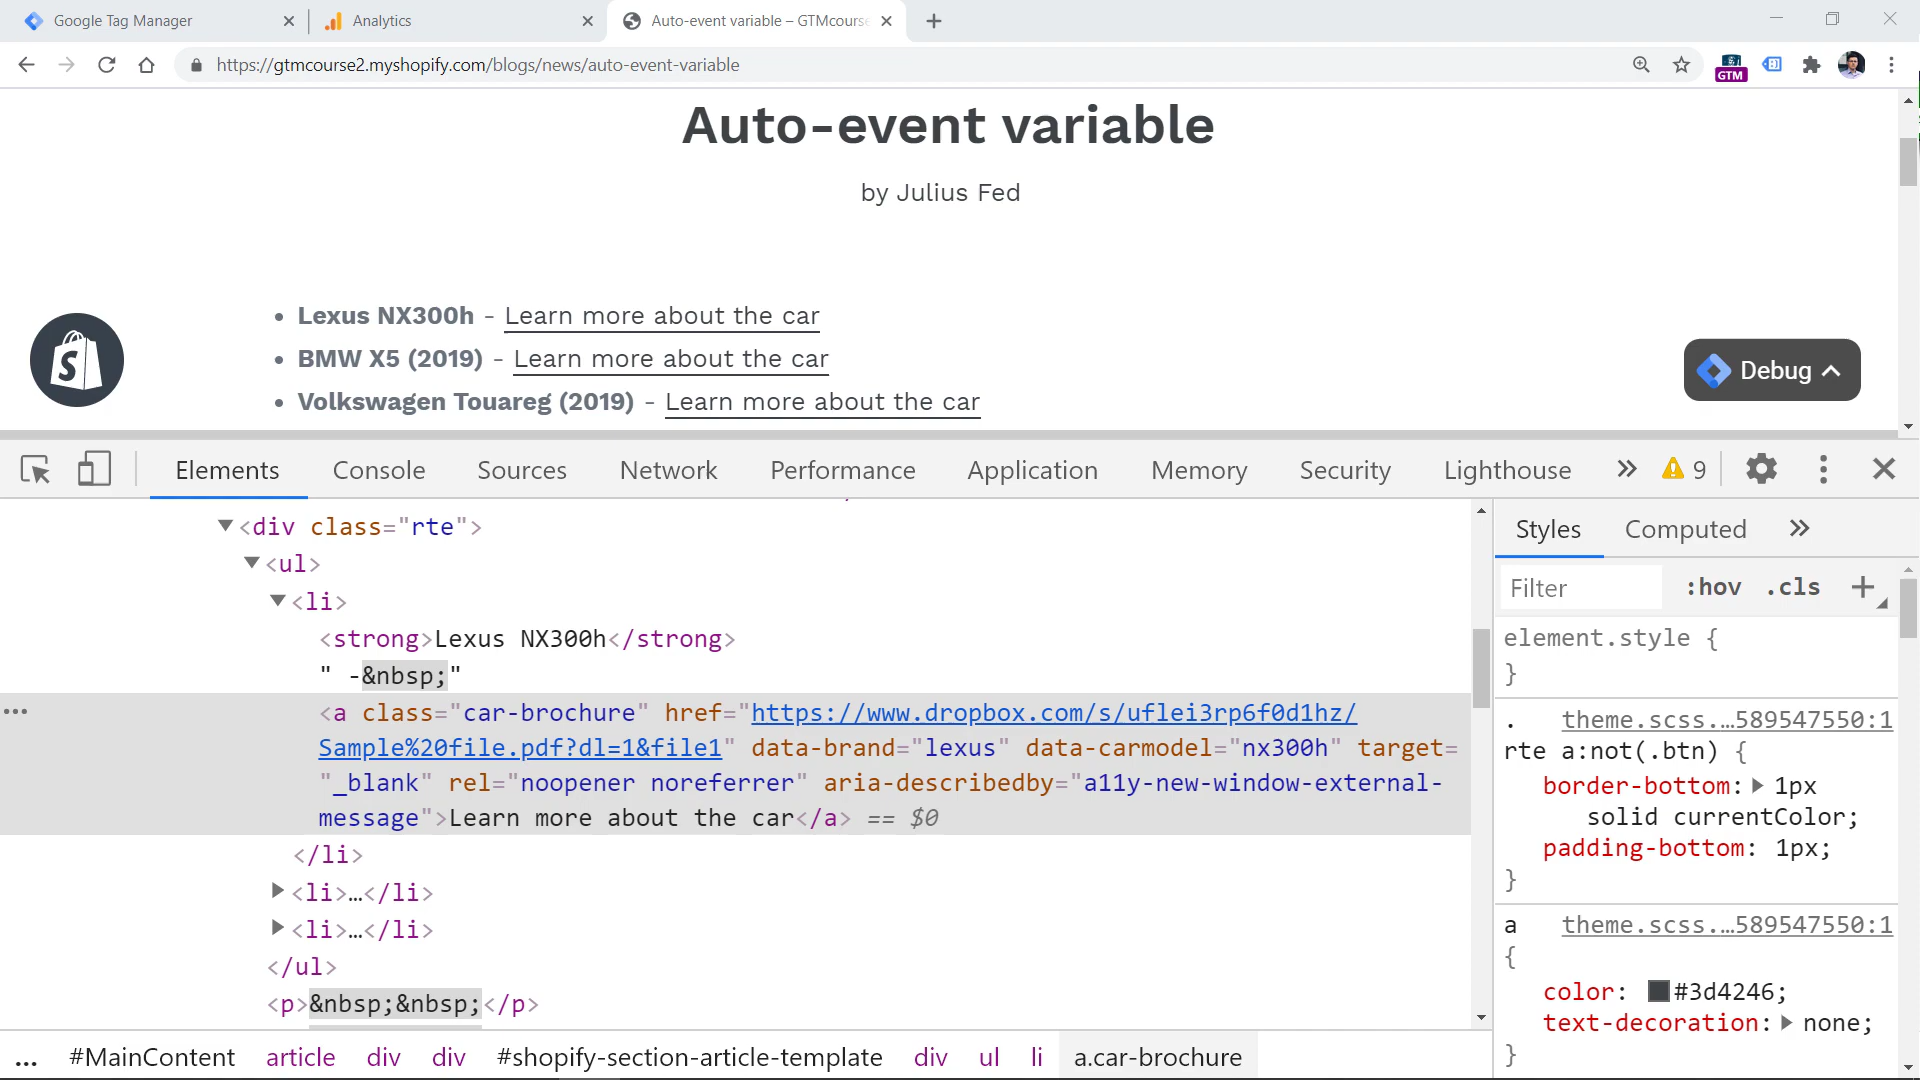 Google Tag Manager
Analytics
Auto-event variable – GTMcourse
https://gtmcourse2.myshopify.com/blogs/news/auto-event-variable
GTM
Auto-event variable
by Julius Fed
• Lexus NX300h - Learn more about the car
• BMW X5 (2019) - Learn more about the car
• Volkswagen Touareg (2019) - Learn more about the car
Debug
Elements Console Sources Network Performance Application Memory Security Lighthouse » 9
<div class="rte">
<ul>
<li>
<strong>Lexus NX300h</strong>
" -&nbsp;"
<a class="car-brochure" href="https://www.dropbox.com/s/uflei3rp6f0d1hz/
Sample%20file.pdf?dl=1&file1" data-brand="lexus" data-carmodel="nx300h" target=
"_blank" rel="noopener noreferrer" aria-describedby="a11y-new-window-external-
message">Learn more about the car</a> == $0
</li>
<li>…</li>
<li>…</li>
</ul>
<p>&nbsp;&nbsp;</p>
... #MainContent article div div #shopify-section-article-template div ul li a.car-brochure
Styles Computed »
Filter :hov .cls +
element.style {
}
. theme.scss.…589547550:1
rte a:not(.btn) {
border-bottom: 1px
solid currentColor;
padding-bottom: 1px;
}
a theme.scss.…589547550:1
{
color: #3d4246;
text-decoration: none;
}